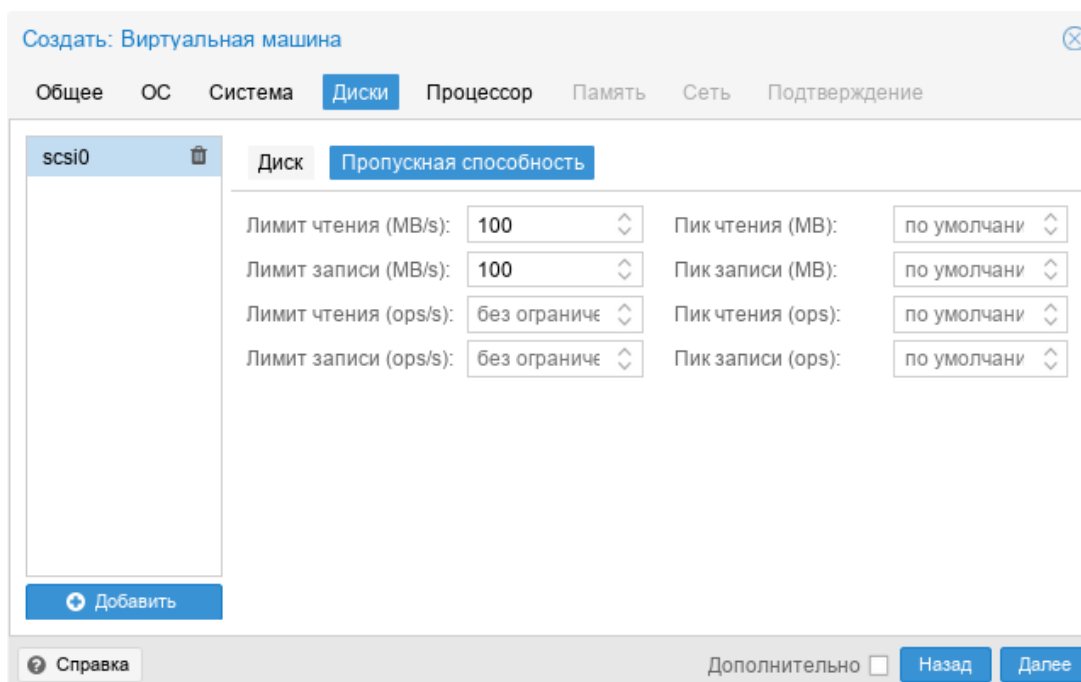 Создать: Виртуальная машина
Общее ОС Система Диски Процессор Память Сеть Подтверждение
scsi0 Диск Пропускная способность
Лимит чтения (MB/s): 100 Пик чтения (MB): по умолчани
Лимит записи (MB/s): 100 Пик записи (MB): по умолчани
Лимит чтения (ops/s): без ограниче Пик чтения (ops): по умолчани
Лимит записи (ops/s): без ограниче Пик записи (ops): по умолчани
Добавить
Справка Дополнительно Назад Далее